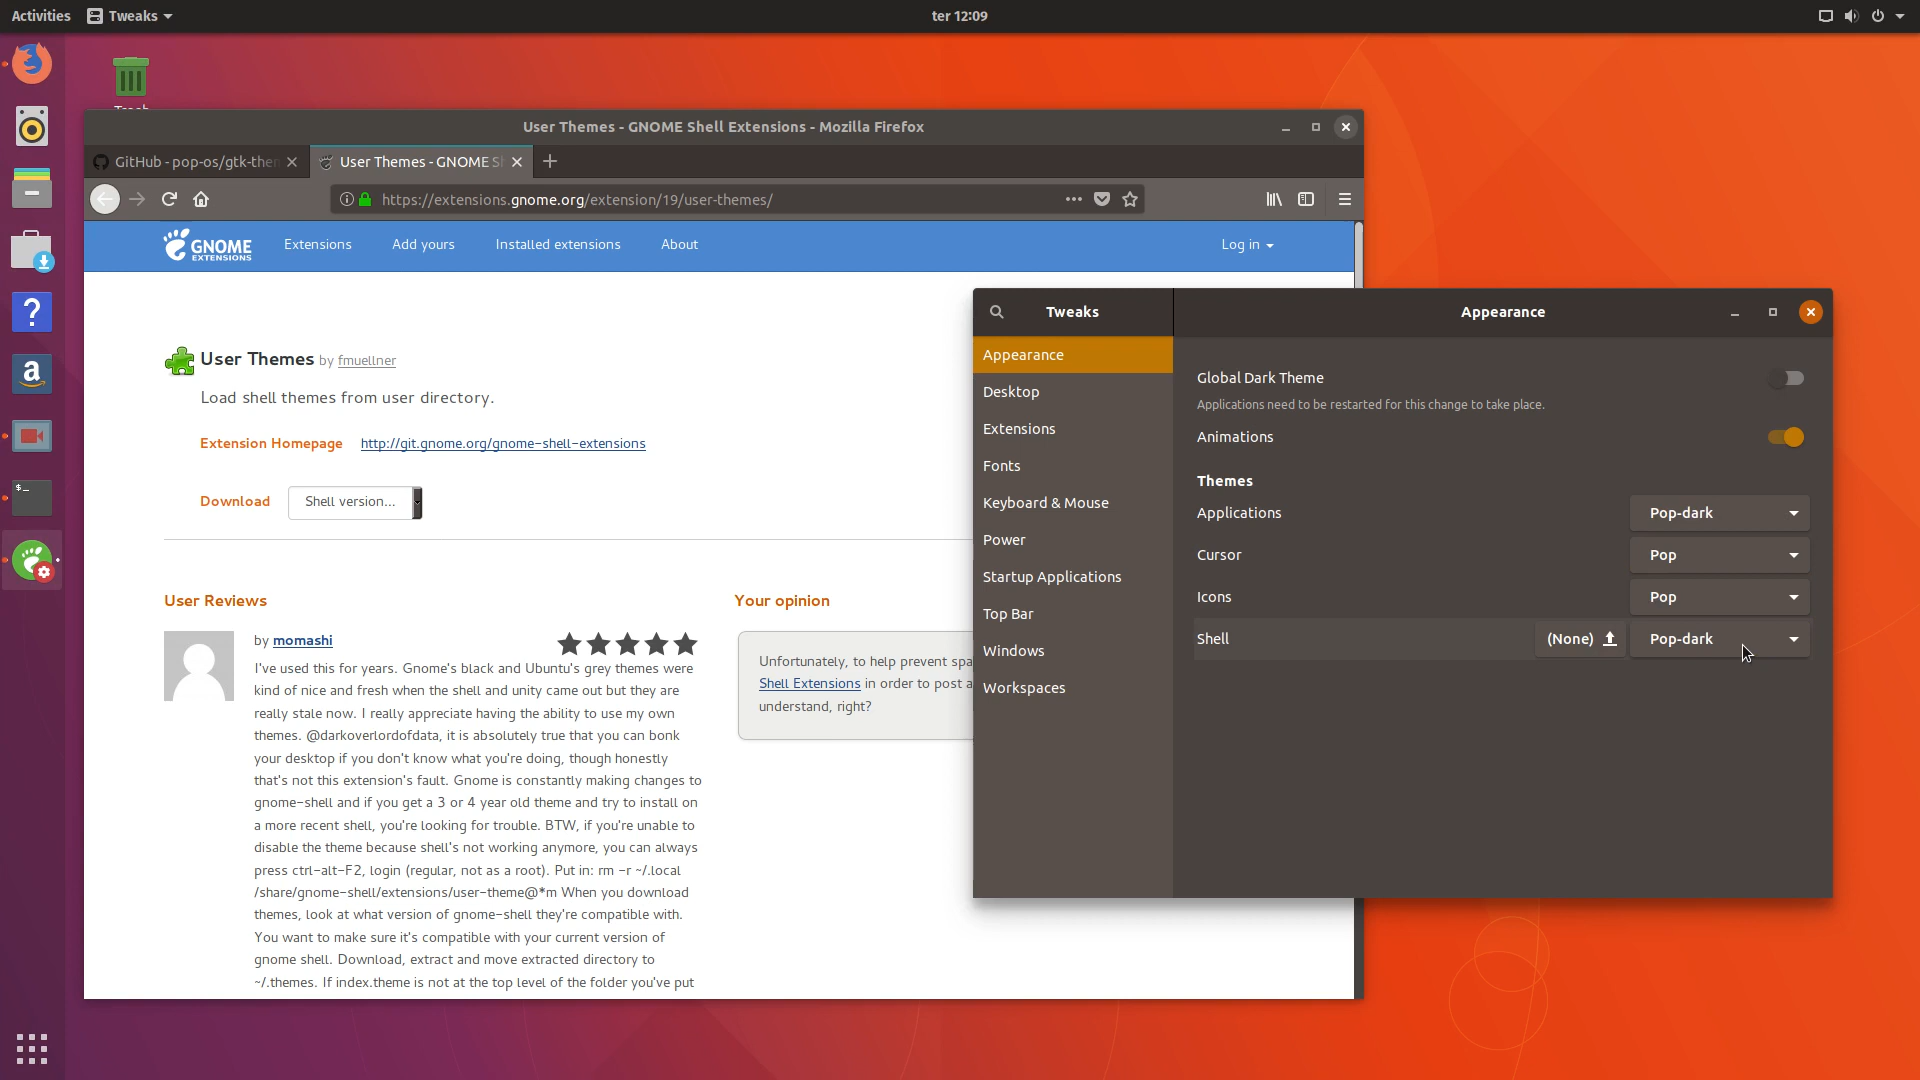 Activities
Tweaks
ter 12:09
User Themes - GNOME Shell Extensions - Mozilla Firefox
GitHub - pop-os/gtk-then
User Themes - GNOME S
https://extensions.gnome.org/extension/19/user-themes/
GNOME
EXTENSIONS
Extensions
Add yours
Installed extensions
About
Log in
User Themes by fmuellner
Load shell themes from user directory.
Extension Homepage http://git.gnome.org/gnome-shell-extensions
Download Shell version...
User Reviews
by momashi
I've used this for years. Gnome's black and Ubuntu's grey themes were
kind of nice and fresh when the shell and unity came out but they are
really stale now. I really appreciate having the ability to use my own
themes. @darkoverlordofdata, it is absolutely true that you can bonk
your desktop if you don't know what you're doing, though honestly
that's not this extension's fault. Gnome is constantly making changes to
gnome-shell and if you get a 3 or 4 year old theme and try to install on
a more recent shell, you're looking for trouble. BTW, if you're unable to
disable the theme because shell's not working anymore, you can always
press ctrl-alt-F2, login (regular, not as a root). Put in: rm -r ~/.local
/share/gnome-shell/extensions/user-theme@*m When you download
themes, look at what version of gnome-shell they're compatible with.
You want to make sure it's compatible with your current version of
gnome shell. Download, extract and move extracted directory to
~/.themes. If index.theme is not at the top level of the folder you've put
Your opinion
Unfortunately, to help prevent spa
Shell Extensions in order to post a
understand, right?
Tweaks
Appearance
Desktop
Extensions
Fonts
Keyboard & Mouse
Power
Startup Applications
Top Bar
Windows
Workspaces
Appearance
Global Dark Theme
Applications need to be restarted for this change to take place.
Animations
Themes
Applications Pop-dark
Cursor Pop
Icons Pop
Shell (None) Pop-dark